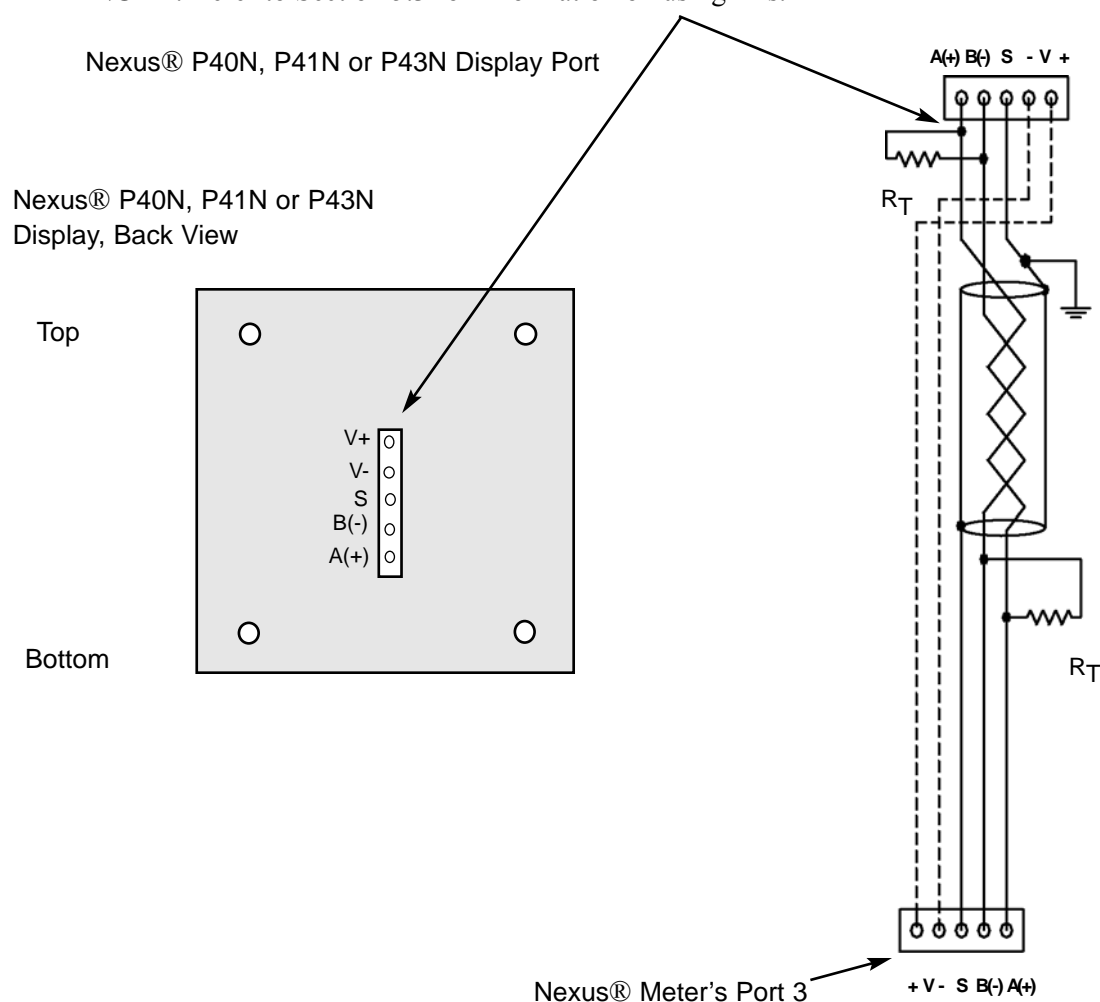 Nexus® P40N, P41N or P43N Display Port
A(+) B(-) S - V +
RT
Nexus® P40N, P41N or P43N
Display, Back View
Top
V+
V-
S
B(-)
A(+)
Bottom
RT
Nexus® Meter's Port 3
+ V - S B(-) A(+)